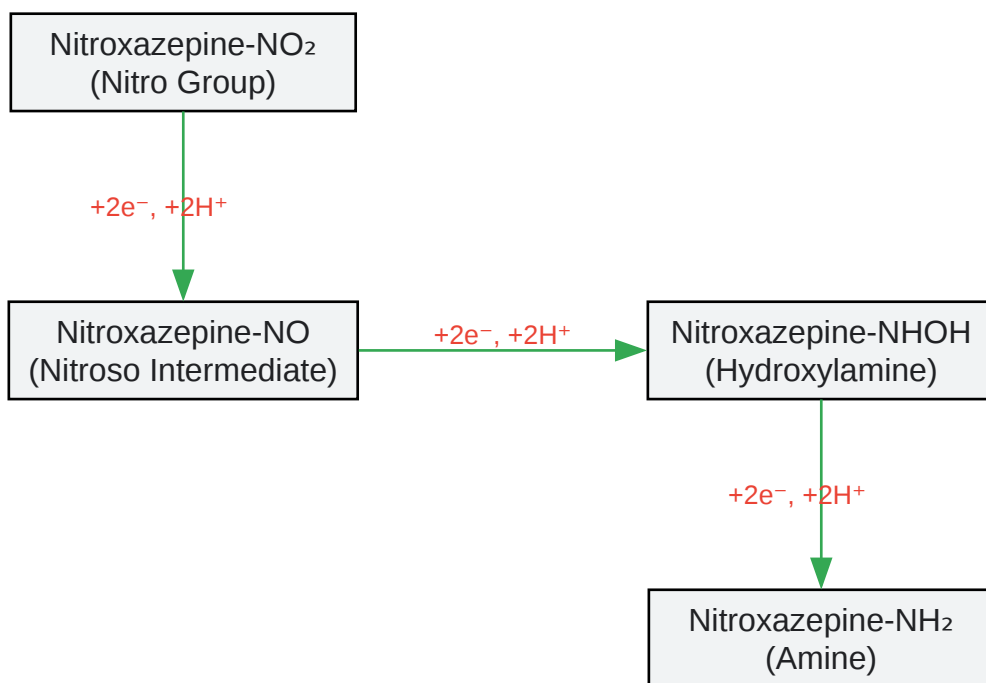 Nitroxazepine-NO₂
(Nitro Group)
+2e⁻, +2H⁺
Nitroxazepine-NO
(Nitroso Intermediate)
+2e⁻, +2H⁺
Nitroxazepine-NHOH
(Hydroxylamine)
+2e⁻, +2H⁺
Nitroxazepine-NH₂
(Amine)